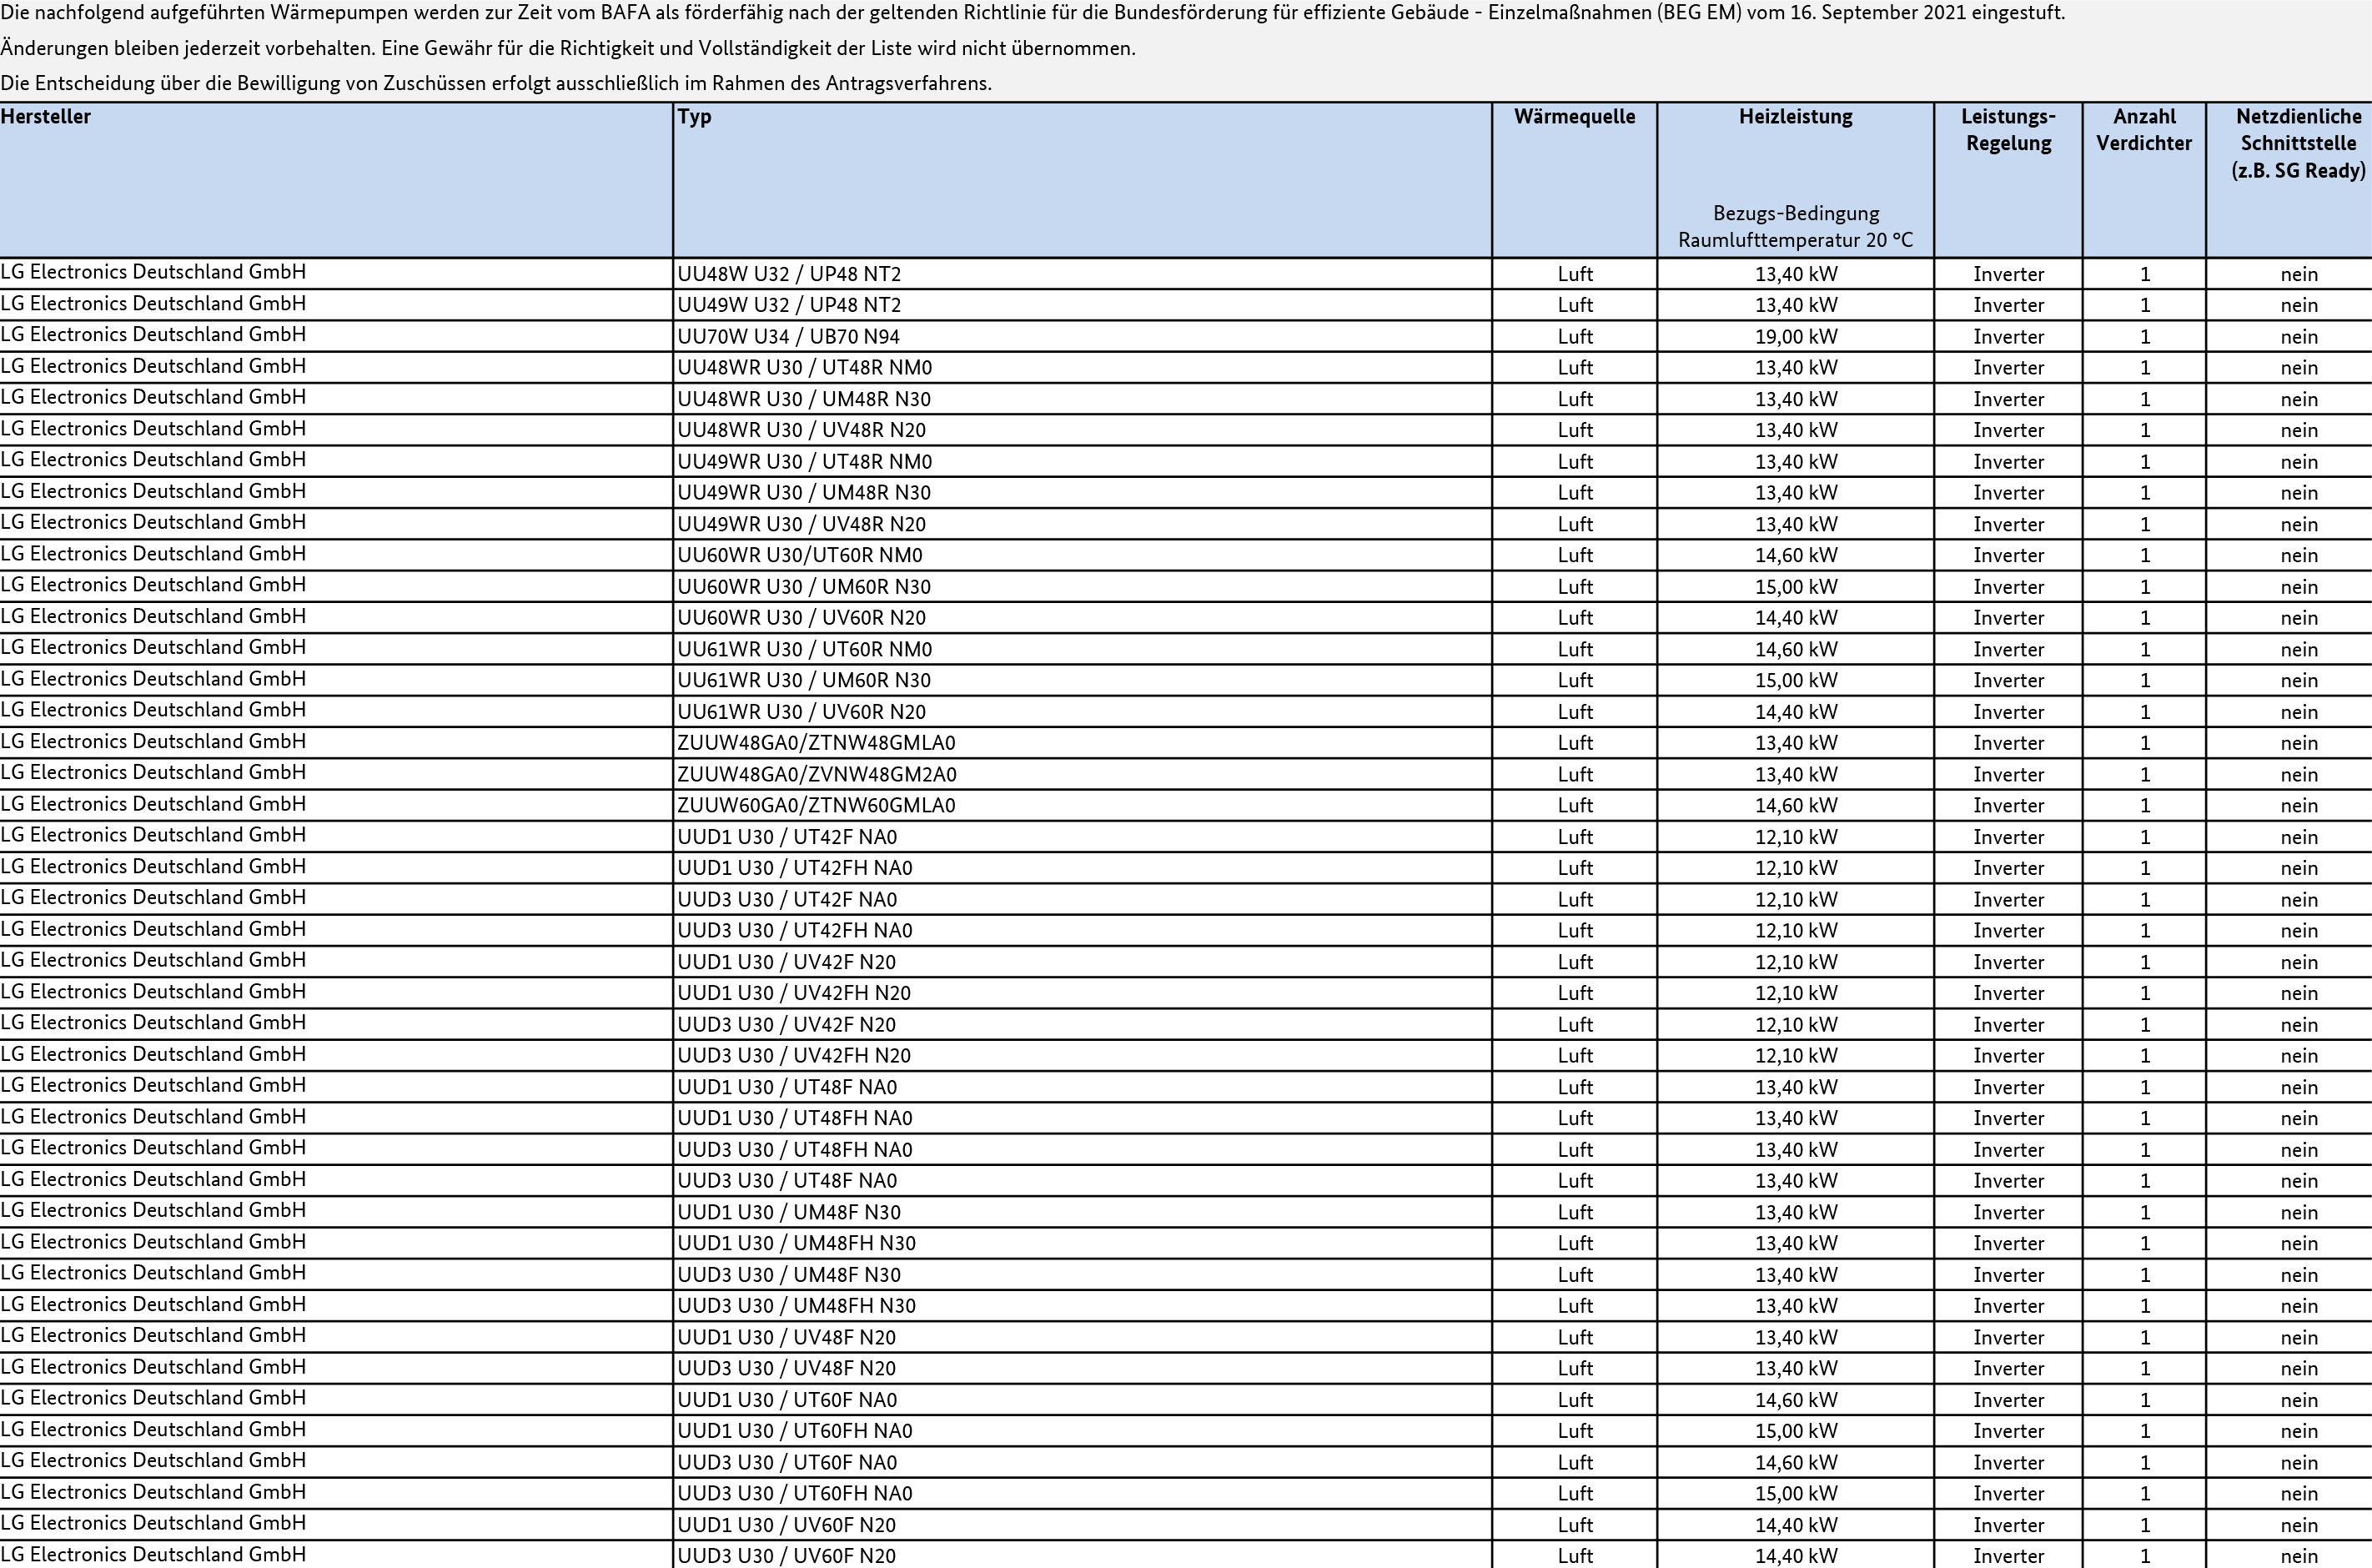 Die nachfolgend aufgeführten Wärmepumpen werden zur Zeit vom BAFA als förderfähig nach der geltenden Richtlinie für die Bundesförderung für effiziente Gebäude - Einzelmaßnahmen (BEG EM) vom 16. September 2021 eingestuft.
Änderungen bleiben jederzeit vorbehalten. Eine Gewähr für die Richtigkeit und Vollständigkeit der Liste wird nicht übernommen.
Die Entscheidung über die Bewilligung von Zuschüssen erfolgt ausschließlich im Rahmen des Antragsverfahrens.
Hersteller Typ Wärmequelle Heizleistung Leistungs- Anzahl Netzdienliche
Regelung Verdichter Schnittstelle
(z.B. SG Ready)
Bezugs-Bedingung
Raumlufttemperatur 20 °C
LG Electronics Deutschland GmbH UU48W U32 / UP48 NT2 Luft 13,40 kW Inverter 1 nein
LG Electronics Deutschland GmbH UU49W U32 / UP48 NT2 Luft 13,40 kW Inverter 1 nein
LG Electronics Deutschland GmbH UU70W U34 / UB70 N94 Luft 19,00 kW Inverter 1 nein
LG Electronics Deutschland GmbH UU48WR U30 / UT48R NM0 Luft 13,40 kW Inverter 1 nein
LG Electronics Deutschland GmbH UU48WR U30 / UM48R N30 Luft 13,40 kW Inverter 1 nein
LG Electronics Deutschland GmbH UU48WR U30 / UV48R N20 Luft 13,40 kW Inverter 1 nein
LG Electronics Deutschland GmbH UU49WR U30 / UT48R NM0 Luft 13,40 kW Inverter 1 nein
LG Electronics Deutschland GmbH UU49WR U30 / UM48R N30 Luft 13,40 kW Inverter 1 nein
LG Electronics Deutschland GmbH UU49WR U30 / UV48R N20 Luft 13,40 kW Inverter 1 nein
LG Electronics Deutschland GmbH UU60WR U30/UT60R NM0 Luft 14,60 kW Inverter 1 nein
LG Electronics Deutschland GmbH UU60WR U30 / UM60R N30 Luft 15,00 kW Inverter 1 nein
LG Electronics Deutschland GmbH UU60WR U30 / UV60R N20 Luft 14,40 kW Inverter 1 nein
LG Electronics Deutschland GmbH UU61WR U30 / UT60R NM0 Luft 14,60 kW Inverter 1 nein
LG Electronics Deutschland GmbH UU61WR U30 / UM60R N30 Luft 15,00 kW Inverter 1 nein
LG Electronics Deutschland GmbH UU61WR U30 / UV60R N20 Luft 14,40 kW Inverter 1 nein
LG Electronics Deutschland GmbH ZUUW48GA0/ZTNW48GMLA0 Luft 13,40 kW Inverter 1 nein
LG Electronics Deutschland GmbH ZUUW48GA0/ZVNW48GM2A0 Luft 13,40 kW Inverter 1 nein
LG Electronics Deutschland GmbH ZUUW60GA0/ZTNW60GMLA0 Luft 14,60 kW Inverter 1 nein
LG Electronics Deutschland GmbH UUD1 U30 / UT42F NA0 Luft 12,10 kW Inverter 1 nein
LG Electronics Deutschland GmbH UUD1 U30 / UT42FH NA0 Luft 12,10 kW Inverter 1 nein
LG Electronics Deutschland GmbH UUD3 U30 / UT42F NA0 Luft 12,10 kW Inverter 1 nein
LG Electronics Deutschland GmbH UUD3 U30 / UT42FH NA0 Luft 12,10 kW Inverter 1 nein
LG Electronics Deutschland GmbH UUD1 U30 / UV42F N20 Luft 12,10 kW Inverter 1 nein
LG Electronics Deutschland GmbH UUD1 U30 / UV42FH N20 Luft 12,10 kW Inverter 1 nein
LG Electronics Deutschland GmbH UUD3 U30 / UV42F N20 Luft 12,10 kW Inverter 1 nein
LG Electronics Deutschland GmbH UUD3 U30 / UV42FH N20 Luft 12,10 kW Inverter 1 nein
LG Electronics Deutschland GmbH UUD1 U30 / UT48F NA0 Luft 13,40 kW Inverter 1 nein
LG Electronics Deutschland GmbH UUD1 U30 / UT48FH NA0 Luft 13,40 kW Inverter 1 nein
LG Electronics Deutschland GmbH UUD3 U30 / UT48FH NA0 Luft 13,40 kW Inverter 1 nein
LG Electronics Deutschland GmbH UUD3 U30 / UT48F NA0 Luft 13,40 kW Inverter 1 nein
LG Electronics Deutschland GmbH UUD1 U30 / UM48F N30 Luft 13,40 kW Inverter 1 nein
LG Electronics Deutschland GmbH UUD1 U30 / UM48FH N30 Luft 13,40 kW Inverter 1 nein
LG Electronics Deutschland GmbH UUD3 U30 / UM48F N30 Luft 13,40 kW Inverter 1 nein
LG Electronics Deutschland GmbH UUD3 U30 / UM48FH N30 Luft 13,40 kW Inverter 1 nein
LG Electronics Deutschland GmbH UUD1 U30 / UV48F N20 Luft 13,40 kW Inverter 1 nein
LG Electronics Deutschland GmbH UUD3 U30 / UV48F N20 Luft 13,40 kW Inverter 1 nein
LG Electronics Deutschland GmbH UUD1 U30 / UT60F NA0 Luft 14,60 kW Inverter 1 nein
LG Electronics Deutschland GmbH UUD1 U30 / UT60FH NA0 Luft 15,00 kW Inverter 1 nein
LG Electronics Deutschland GmbH UUD3 U30 / UT60F NA0 Luft 14,60 kW Inverter 1 nein
LG Electronics Deutschland GmbH UUD3 U30 / UT60FH NA0 Luft 15,00 kW Inverter 1 nein
LG Electronics Deutschland GmbH UUD1 U30 / UV60F N20 Luft 14,40 kW Inverter 1 nein
LG Electronics Deutschland GmbH UUD3 U30 / UV60F N20 Luft 14,40 kW Inverter 1 nein